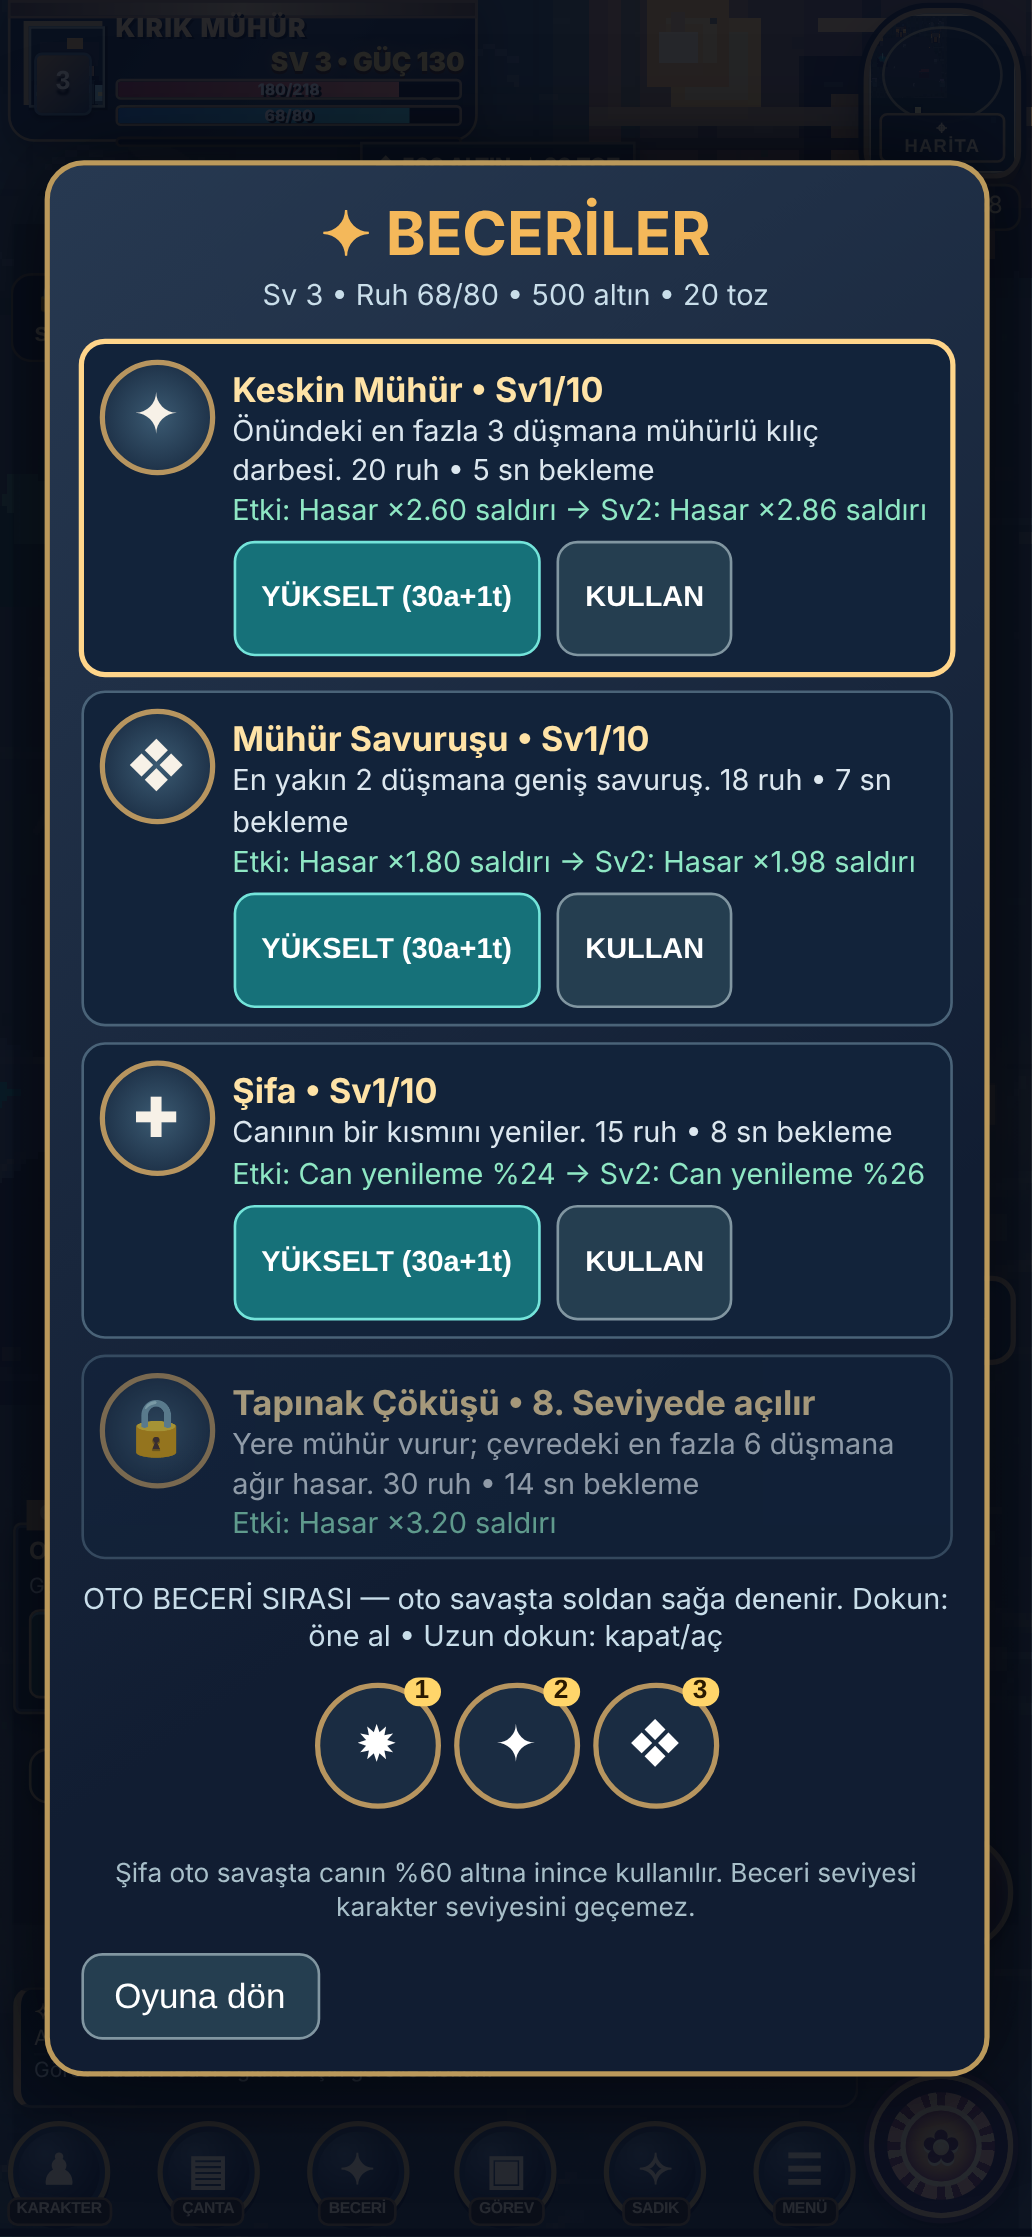 KIRIK MÜHÜR
SV 3 • GÜÇ 130
3
180/218
68/80
HARİTA
✦ BECERİLER
Sv 3 • Ruh 68/80 • 500 altın • 20 toz
Keskin Mühür • Sv1/10
Önündeki en fazla 3 düşmana mühürlü kılıç
darbesi. 20 ruh • 5 sn bekleme
Etki: Hasar ×2.60 saldırı → Sv2: Hasar ×2.86 saldırı
YÜKSELT (30a+1t)
KULLAN
Mühür Savuruşu • Sv1/10
En yakın 2 düşmana geniş savuruş. 18 ruh • 7 sn
bekleme
Etki: Hasar ×1.80 saldırı → Sv2: Hasar ×1.98 saldırı
YÜKSELT (30a+1t)
KULLAN
Şifa • Sv1/10
Canının bir kısmını yeniler. 15 ruh • 8 sn bekleme
Etki: Can yenileme %24 → Sv2: Can yenileme %26
YÜKSELT (30a+1t)
KULLAN
Tapınak Çöküşü • 8. Seviyede açılır
Yere mühür vurur; çevredeki en fazla 6 düşmana
ağır hasar. 30 ruh • 14 sn bekleme
Etki: Hasar ×3.20 saldırı
OTO BECERİ SIRASI — oto savaşta soldan sağa denenir. Dokun:
öne al • Uzun dokun: kapat/aç
1
2
3
Şifa oto savaşta canın %60 altına inince kullanılır. Beceri seviyesi
karakter seviyesini geçemez.
Oyuna dön
KARAKTER
ÇANTA
BECERİ
GÖREV
SADIK
MENÜ